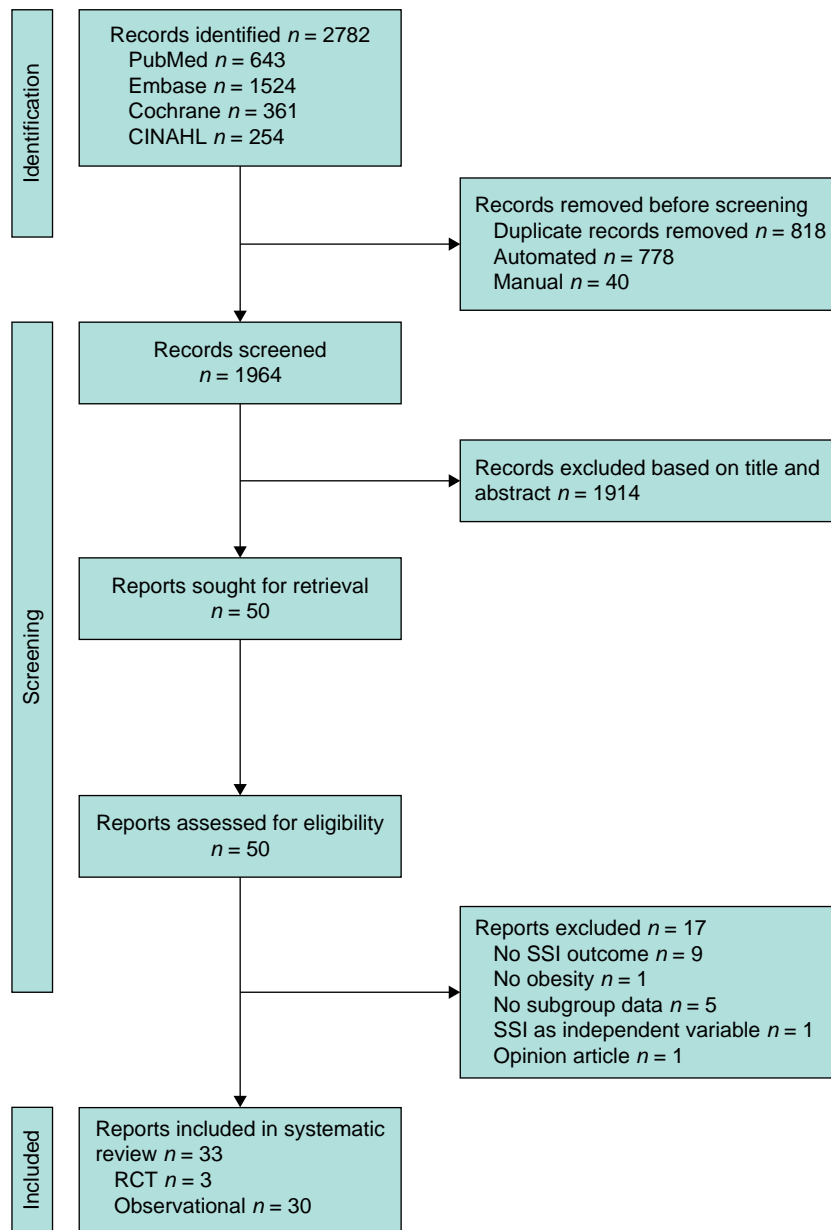 Identification
Records identified n = 2782
PubMed n = 643
Embase n = 1524
Cochrane n = 361
CINAHL n = 254
Records removed before screening
Duplicate records removed n = 818
Automated n = 778
Manual n = 40
Screening
Records screened
n = 1964
Records excluded based on title and
abstract n = 1914
Reports sought for retrieval
n = 50
Reports assessed for eligibility
n = 50
Reports excluded n = 17
No SSI outcome n = 9
No obesity n = 1
No subgroup data n = 5
SSI as independent variable n = 1
Opinion article n = 1
Included
Reports included in systematic
review n = 33
RCT n = 3
Observational n = 30